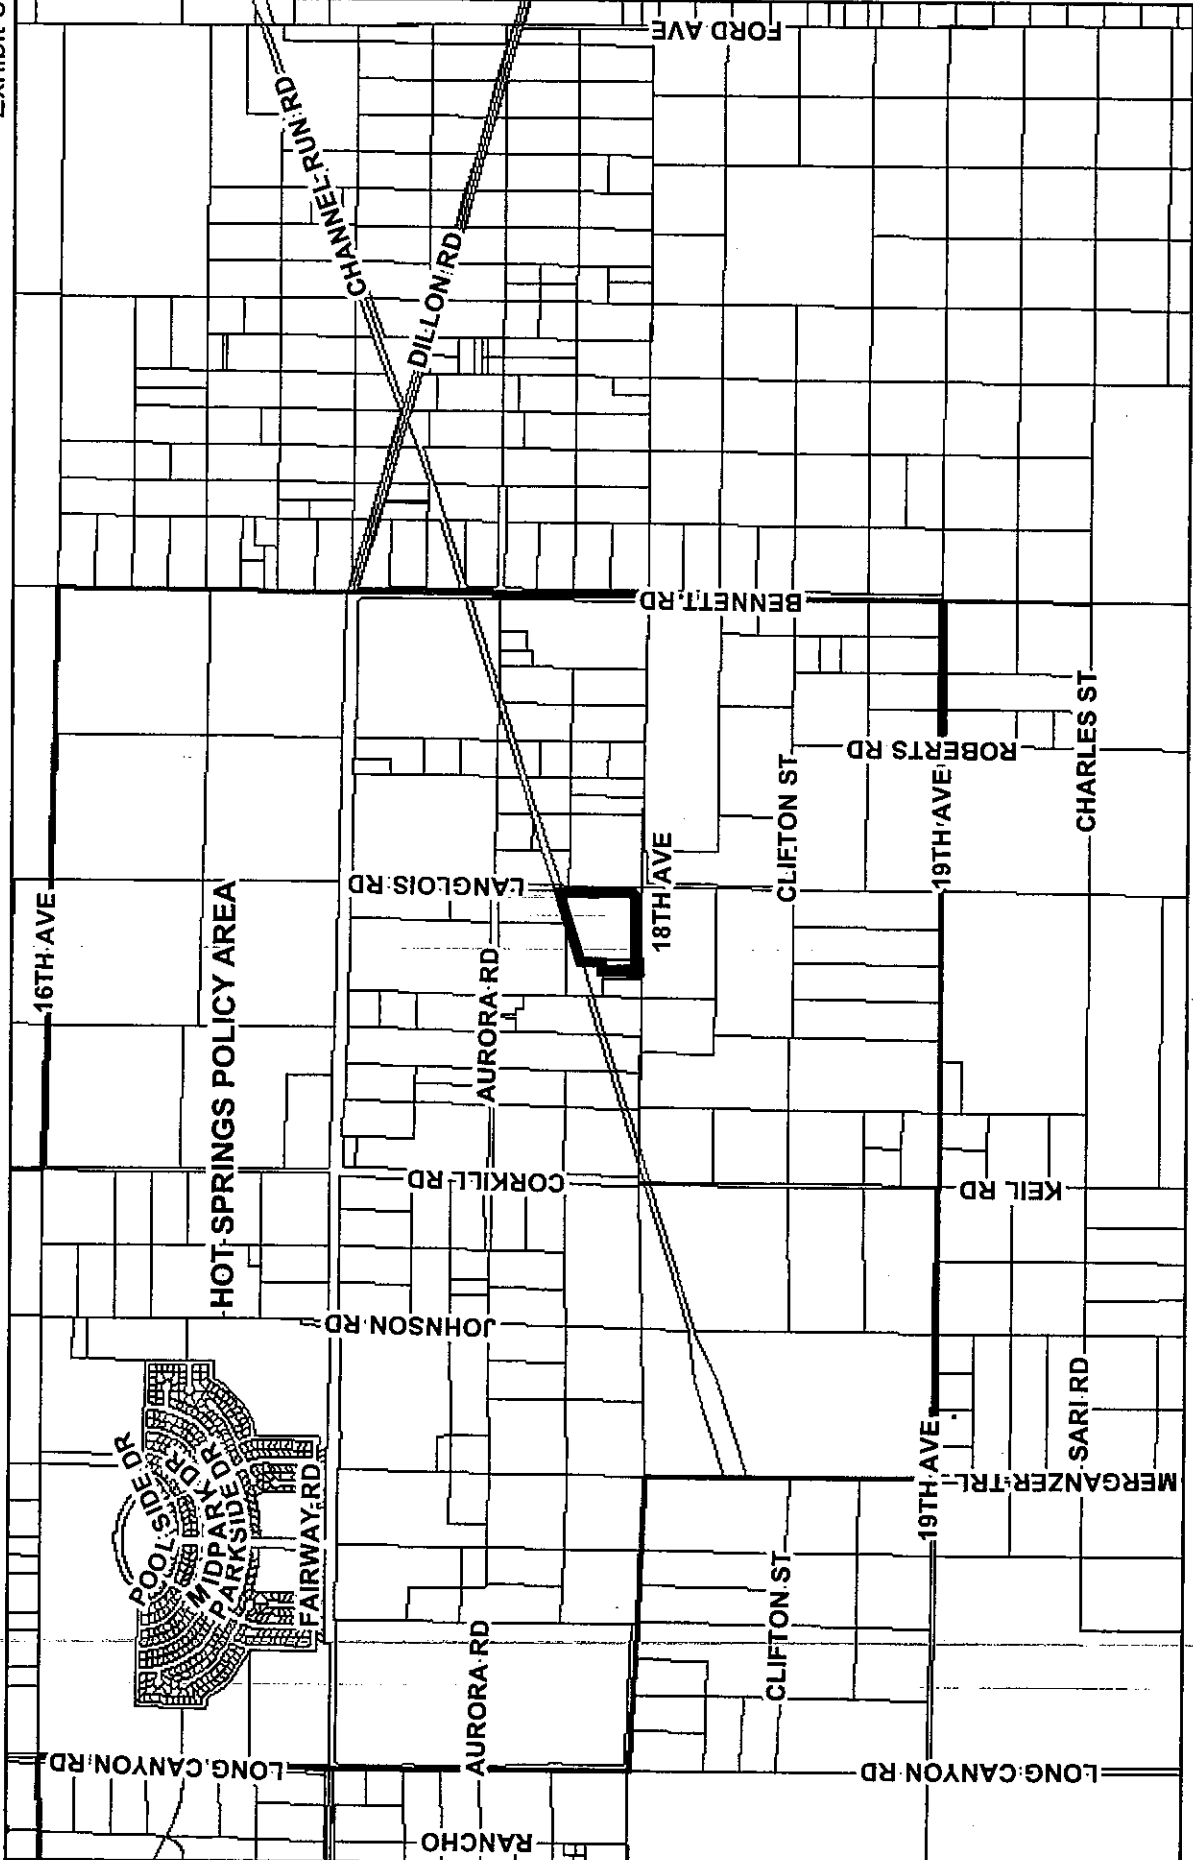 Exhibit
FORD AVE
CHANNEL RUN RD
DILLON RD
BENNETT RD
ROBERTS RD
CHARLES ST
19TH AVE
CLIFTON ST
18TH AVE
LANGLOIS RD
16TH AVE
HOT SPRINGS POLICY AREA
AURORA RD
CORKILL RD
KEIL RD
JOHNSON RD
POOL SIDE DR
MIDPARK DR
PARKSIDE DR
FAIRWAY RD
SARI RD
MERGANZER TRL
19TH AVE
CLIFTON ST
AURORA RD
LONG CANYON RD
LONG CANYON RD
RANCHO